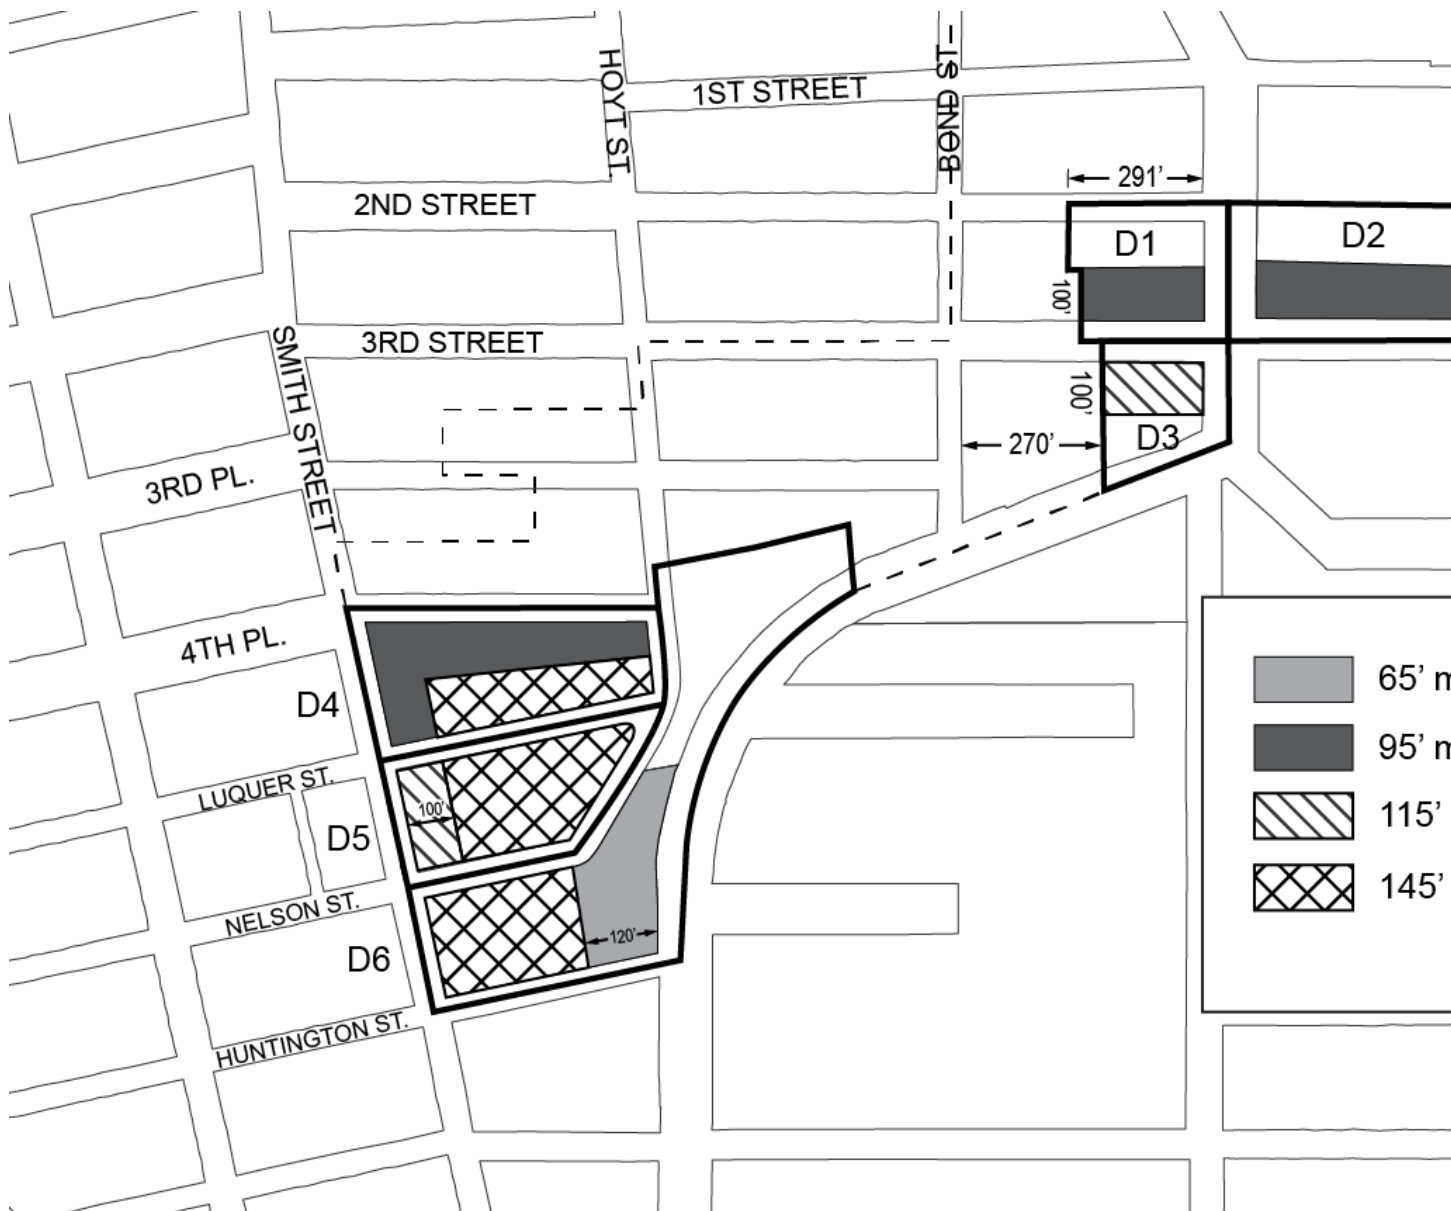 HOYT ST.
BOND ST.
1ST STREET
291'
2ND STREET
D1
D2
100'
SMITH STREET
3RD STREET
100'
D3
270'
3RD PL.
4TH PL.
D4
65' m
95' m
LUQUER ST.
100'
115'
D5
145'
NELSON ST.
120'
D6
HUNTINGTON ST.